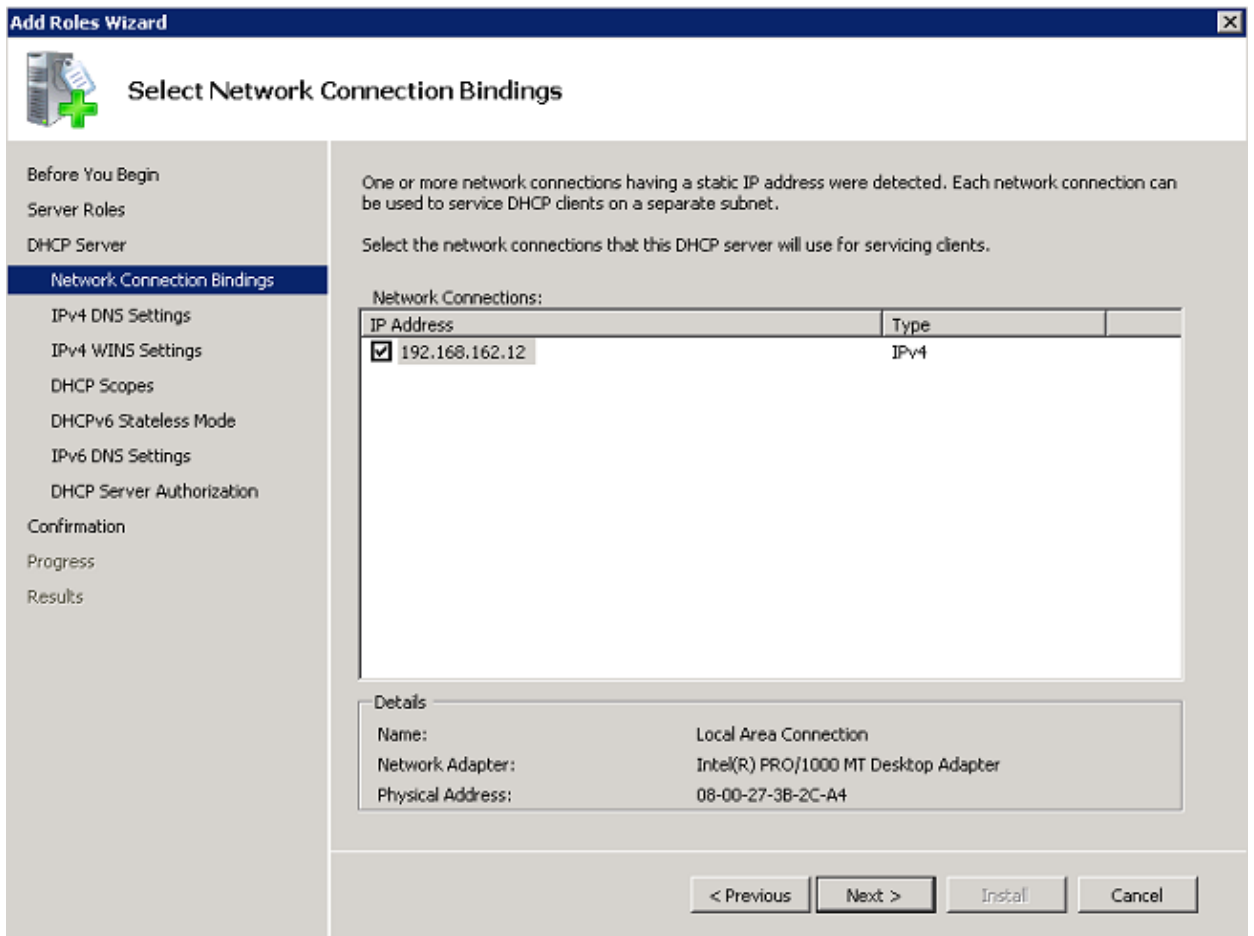 Add Roles Wizard
Select Network Connection Bindings
Before You Begin
Server Roles
DHCP Server
Network Connection Bindings
IPv4 DNS Settings
IPv4 WINS Settings
DHCP Scopes
DHCPv6 Stateless Mode
IPv6 DNS Settings
DHCP Server Authorization
Confirmation
Progress
Results
One or more network connections having a static IP address were detected. Each network connection can
be used to service DHCP clients on a separate subnet.
Select the network connections that this DHCP server will use for servicing clients.
Network Connections:
IP Address Type
192.168.162.12 IPv4
Details
Name: Local Area Connection
Network Adapter: Intel(R) PRO/1000 MT Desktop Adapter
Physical Address: 08-00-27-3B-2C-A4
< Previous Next > Install Cancel